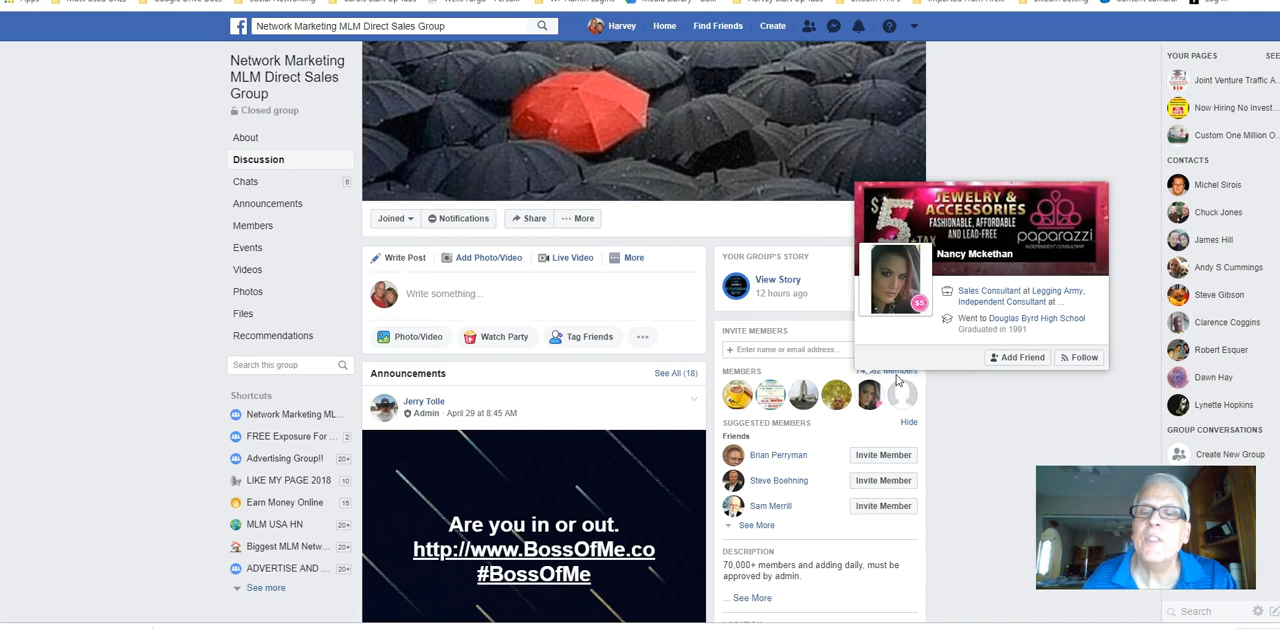 Apps
Network Marketing MLM Direct Sales Group
Harvey
Home
Find Friends
Create
Network Marketing
MLM Direct Sales
Group
Closed group
About
Discussion
Chats
6
Announcements
Members
Events
Videos
Photos
Files
Recommendations
Search this group
Shortcuts
Network Marketing ML...
FREE Exposure For ...
2
Advertising Group!!
20+
LIKE MY PAGE 2018
10
Earn Money Online
15
MLM USA HN
20+
Biggest MLM Netw...
20+
ADVERTISE AND ...
20+
See more
Joined
Notifications
Share
More
Write Post
Add Photo/Video
Live Video
More
Write something...
Photo/Video
Watch Party
Tag Friends
Announcements
See All (18)
Jerry Tolle
Admin · April 29 at 8:45 AM
Are you in or out.
http://www.BossOfMe.co
#BossOfMe
YOUR GROUP'S STORY
View Story
12 hours ago
INVITE MEMBERS
Enter name or email address...
MEMBERS
Members
SUGGESTED MEMBERS
Hide
Friends
Brian Perryman
Invite Member
Steve Boehning
Invite Member
Sam Merrill
Invite Member
See More
DESCRIPTION
70,000+ members and adding daily, must be
approved by admin.
... See More
$5
JEWELRY &
ACCESSORIES
FASHIONABLE, AFFORDABLE
AND LEAD-FREE
+TAX
paparazzi
INDEPENDENT CONSULTANT
Nancy Mckethan
$5
Sales Consultant at Legging Army,
Independent Consultant at ...
Went to Douglas Byrd High School
Graduated in 1991
Add Friend
Follow
YOUR PAGES
SEE
Joint Venture Traffic A...
Now Hiring No Invest...
Custom One Million O...
CONTACTS
Michel Sirois
Chuck Jones
James Hill
Andy S Cummings
Steve Gibson
Clarence Coggins
Robert Esquer
Dawn Hay
Lynette Hopkins
GROUP CONVERSATIONS
Create New Group
Search